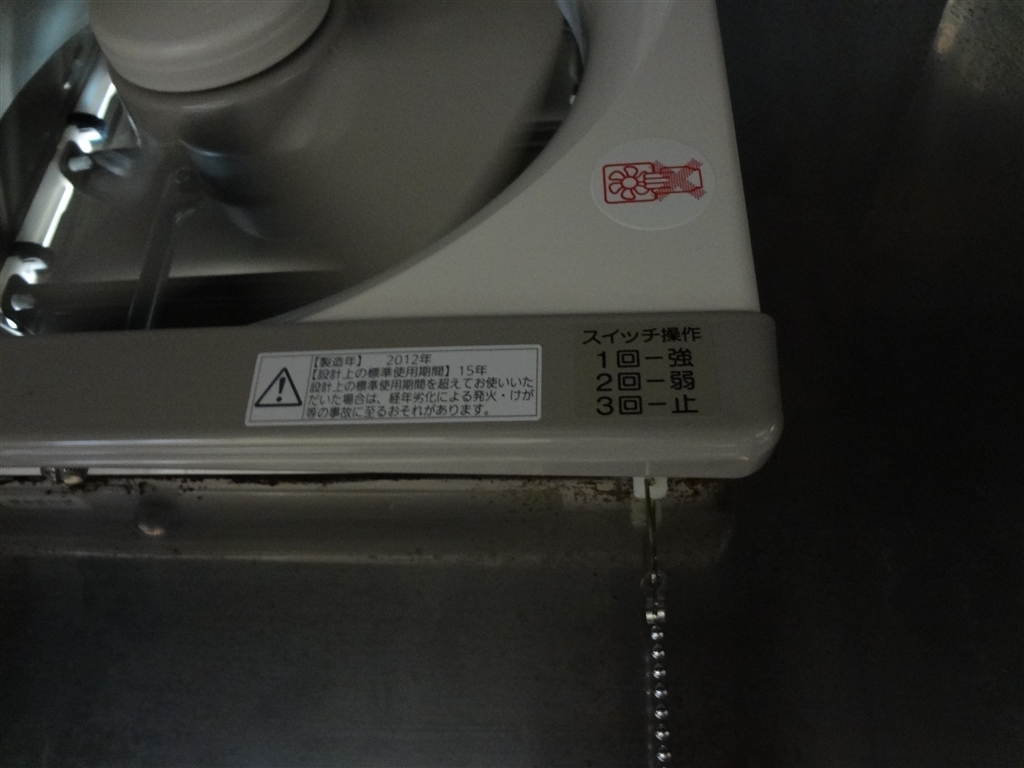 【製造年】 2012年
【設計上の標準使用期間】15年
設計上の標準使用期間を超えてお使いいた
だいた場合は、経年劣化による発火・けが
等の事故に至るおそれがあります。
スイッチ操作
1回－強
2回－弱
3回－止